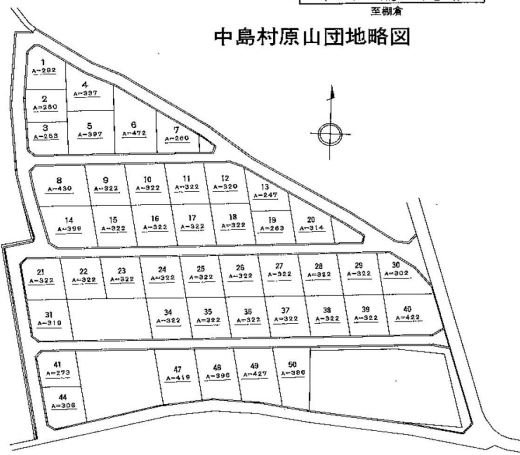 至棚倉
中島村原山団地略図
1
A=292
4
A=337
2
A=250
3
A=253
5
A=397
6
A=472
7
A=260
8
A=430
9
A=322
10
A=322
11
A=322
12
A=320
13
A=247
14
A=399
15
A=322
16
A=322
17
A=322
18
A=322
19
A=263
20
A=314
21
A=322
22
A=322
23
A=322
24
A=322
25
A=322
26
A=322
27
A=322
28
A=322
29
A=322
30
A=302
31
A=319
34
A=322
35
A=322
36
A=322
37
A=322
38
A=322
39
A=322
40
A=422
41
A=273
44
A=306
47
A=419
48
A=396
49
A=427
50
A=386